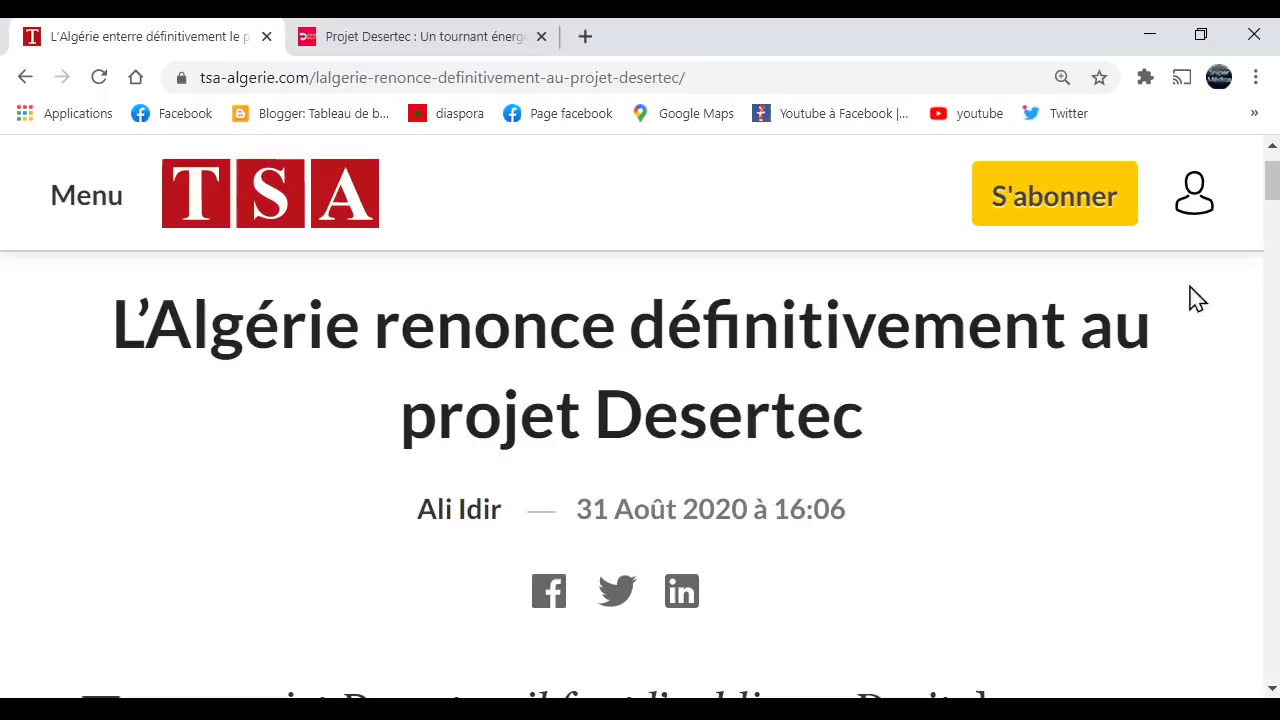 L'Algérie enterre définitivement le p
Projet Desertec : Un tournant énerg
tsa-algerie.com/lalgerie-renonce-definitivement-au-projet-desertec/
Applications Facebook Blogger: Tableau de b... diaspora Page facebook Google Maps Youtube à Facebook |... youtube Twitter »
Menu
TSA
S'abonner
L’Algérie renonce définitivement au
projet Desertec
Ali Idir — 31 Août 2020 à 16:06